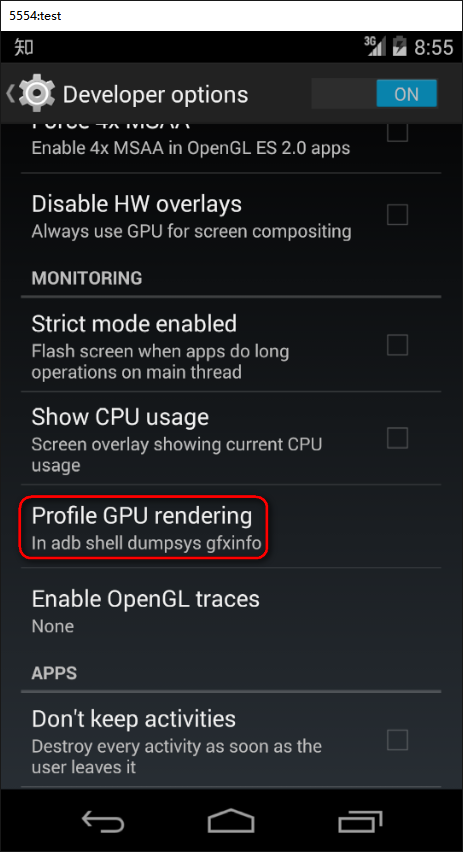 5554:test
知
3G
8:55
Developer options
ON
Force 4x MSAA
Enable 4x MSAA in OpenGL ES 2.0 apps
Disable HW overlays
Always use GPU for screen compositing
MONITORING
Strict mode enabled
Flash screen when apps do long
operations on main thread
Show CPU usage
Screen overlay showing current CPU
usage
Profile GPU rendering
In adb shell dumpsys gfxinfo
Enable OpenGL traces
None
APPS
Don't keep activities
Destroy every activity as soon as the
user leaves it